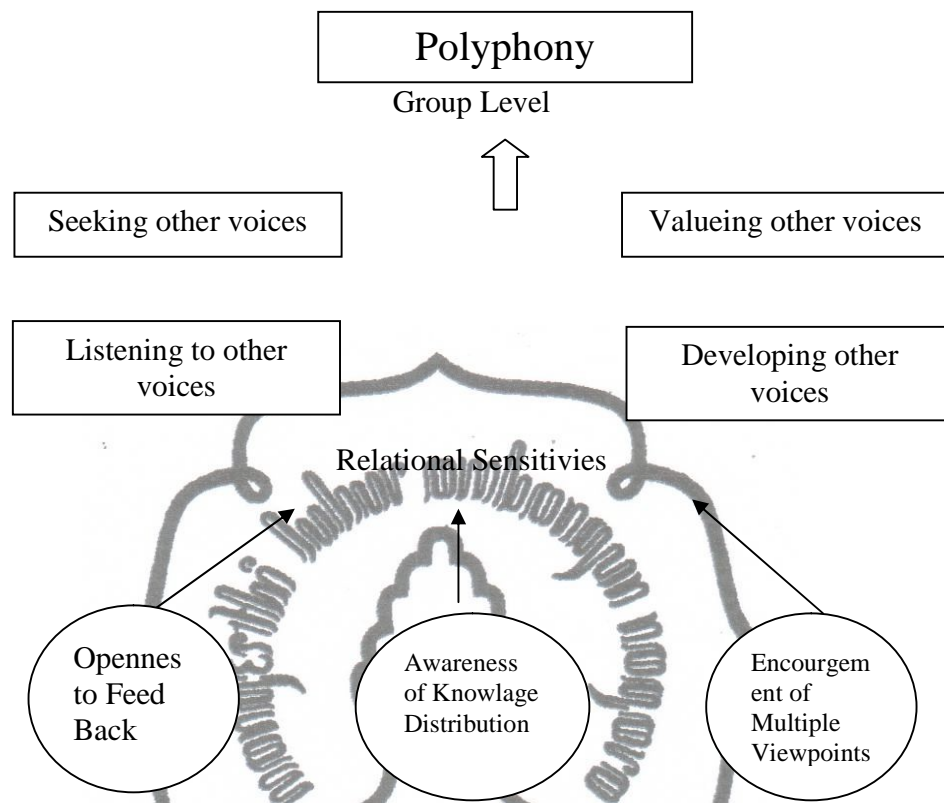 Polyphony
Group Level
Seeking other voices
Valueing other voices
Listening to other
voices
Developing other
voices
Relational Sensitivies
Opennes
to Feed
Back
Awareness
of Knowlage
Distribution
Encourgem
ent of
Multiple
Viewpoints